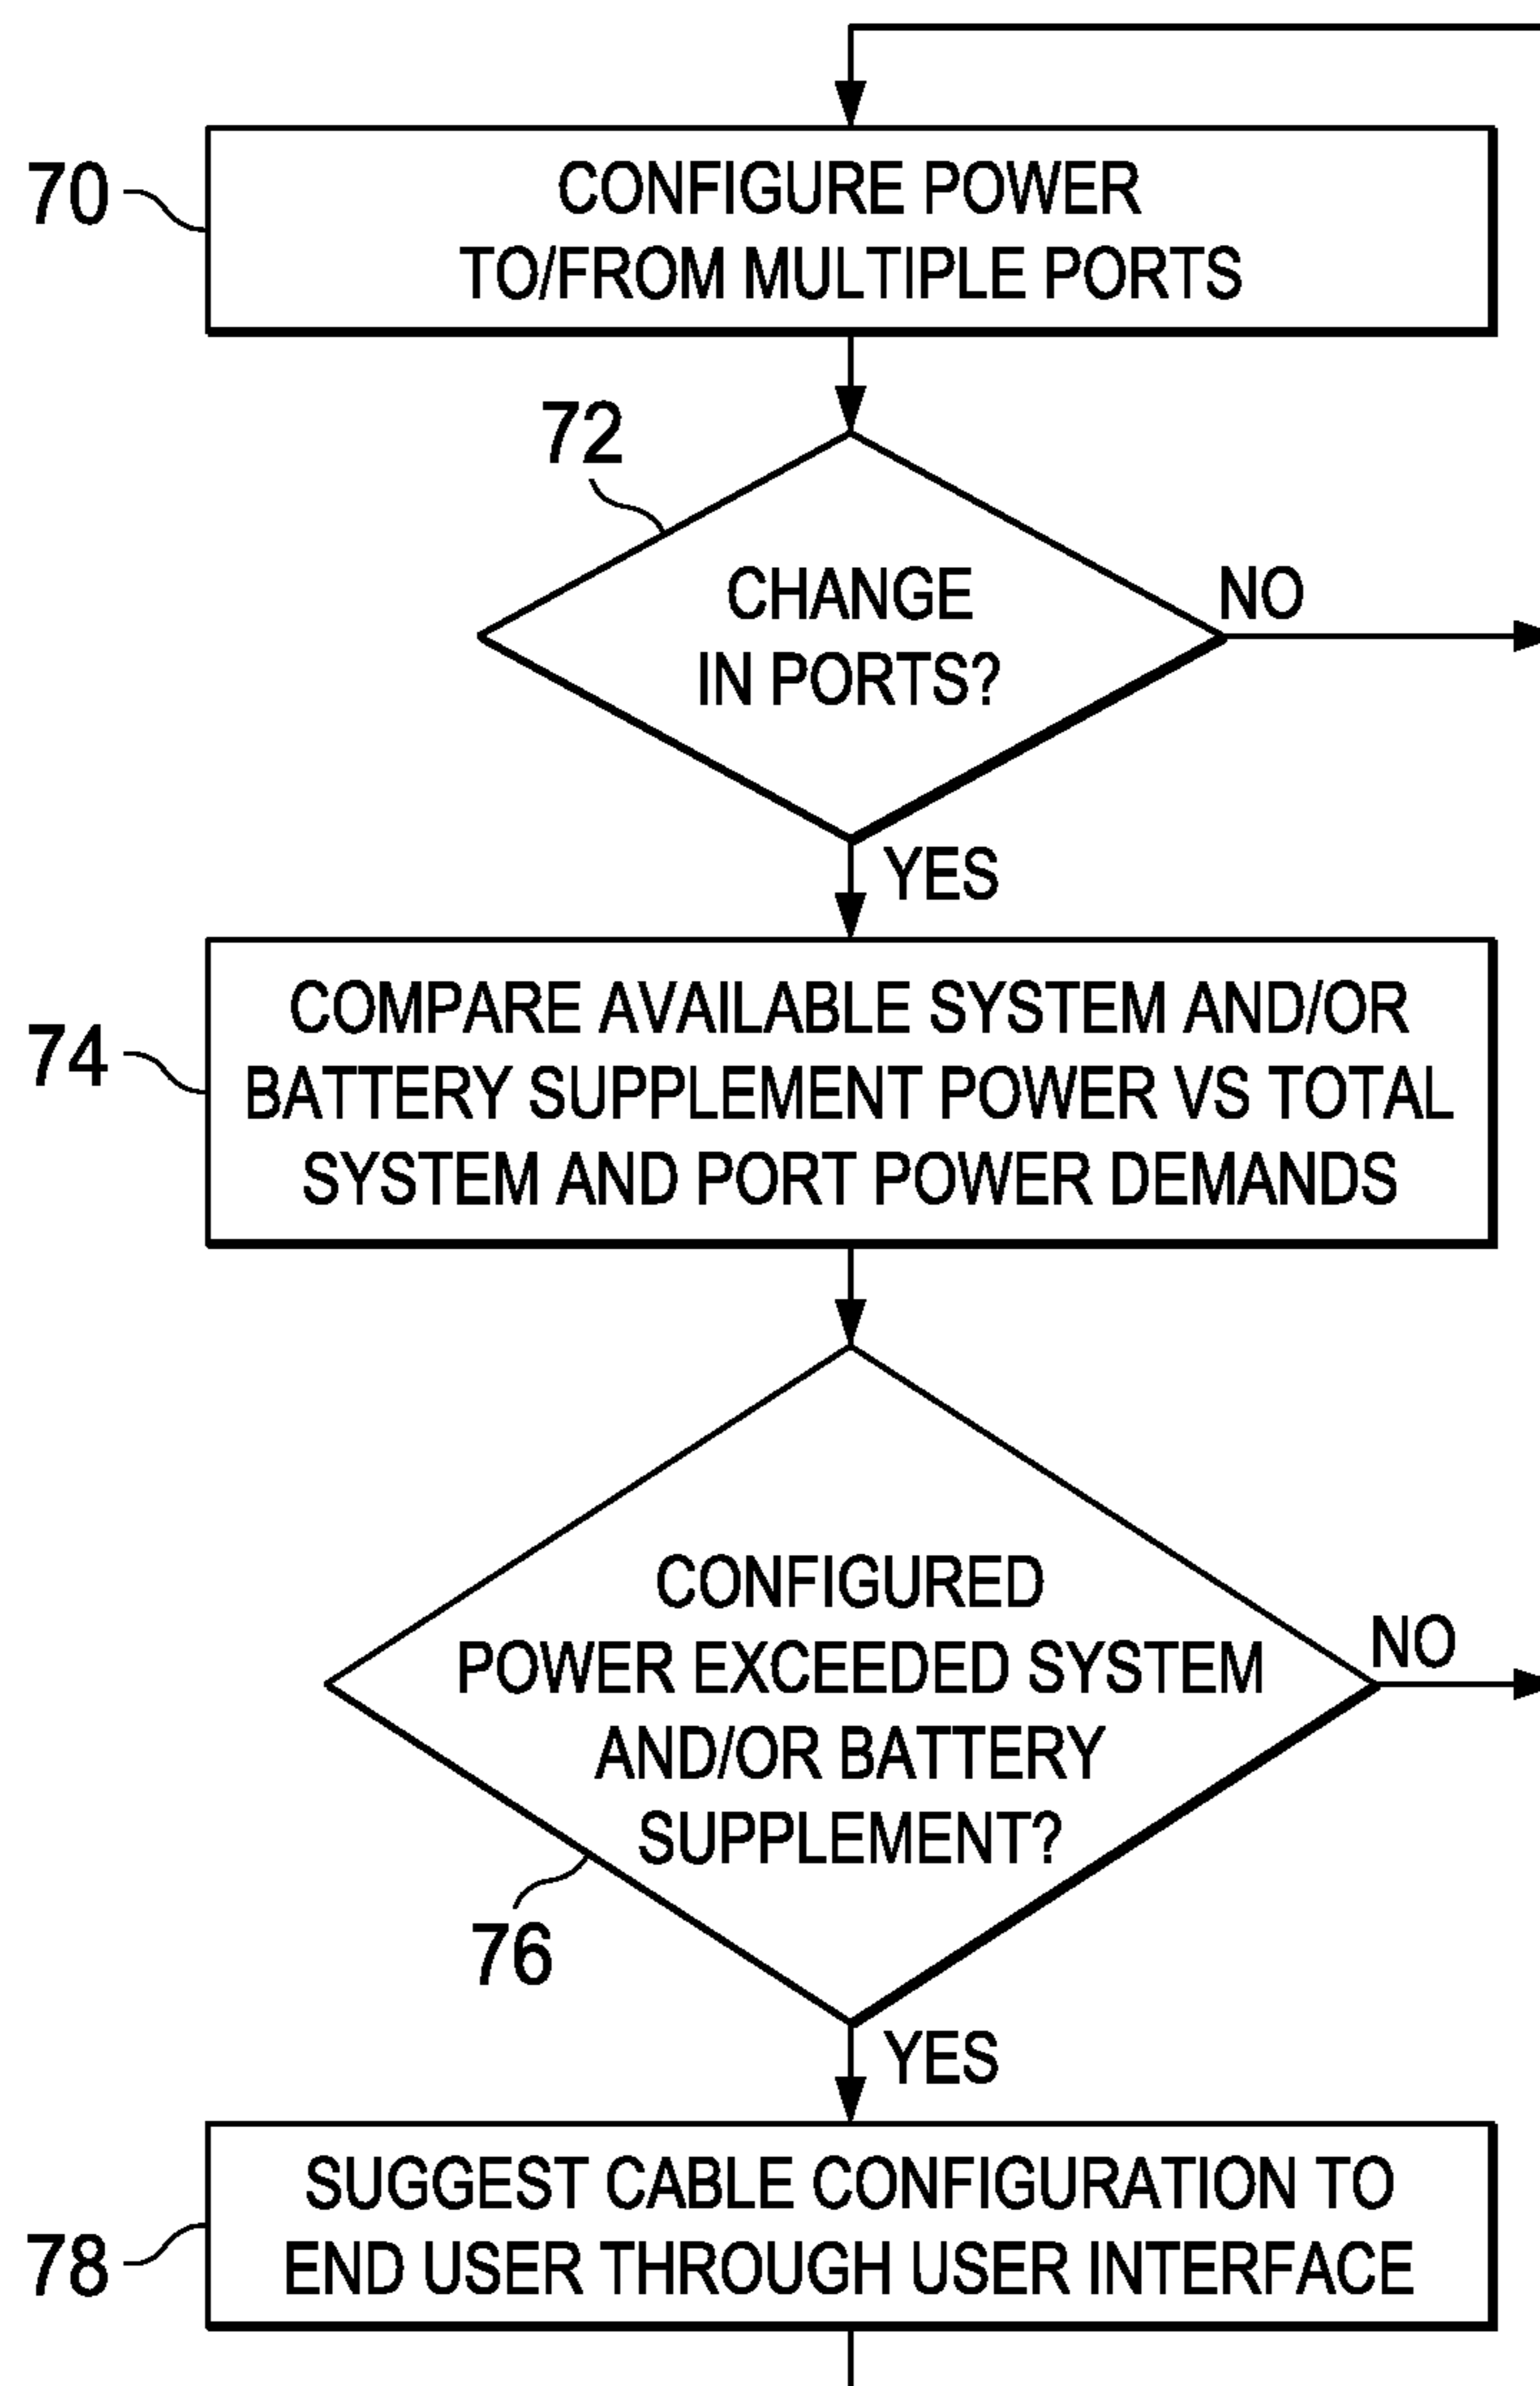 70
CONFIGURE POWER
TO/FROM MULTIPLE PORTS
72
CHANGE
IN PORTS?
NO
YES
74
COMPARE AVAILABLE SYSTEM AND/OR
BATTERY SUPPLEMENT POWER VS TOTAL
SYSTEM AND PORT POWER DEMANDS
CONFIGURED
POWER EXCEEDED SYSTEM
AND/OR BATTERY
SUPPLEMENT?
NO
76
YES
78
SUGGEST CABLE CONFIGURATION TO
END USER THROUGH USER INTERFACE